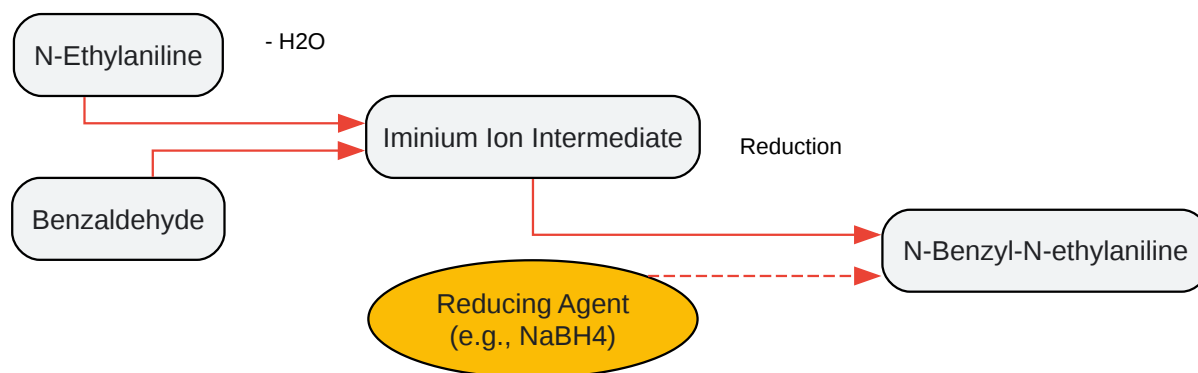 N-Ethylaniline
- H2O
Benzaldehyde
Iminium Ion Intermediate
Reduction
Reducing Agent
(e.g., NaBH4)
N-Benzyl-N-ethylaniline